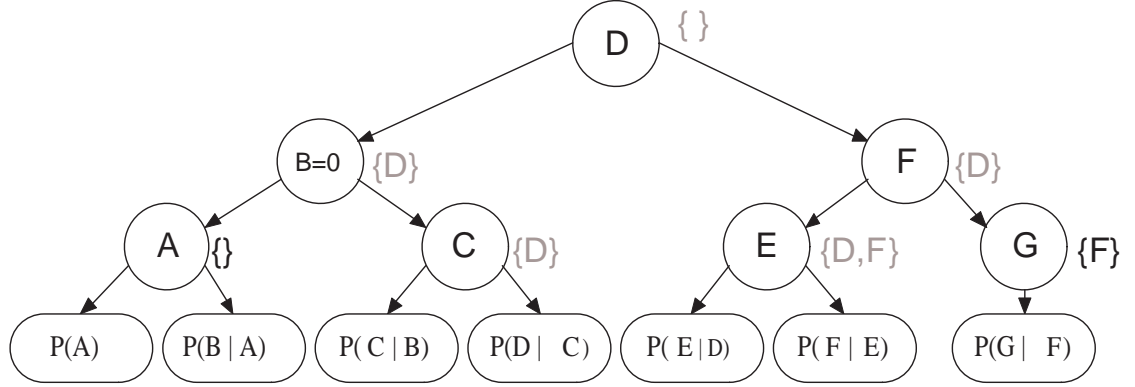 D { }
B=0 {D} F {D}
A {} C {D} E {D,F} G {F}
P(A) P(B | A) P( C | B) P(D | C) P( E | D) P( F | E) P(G | F)